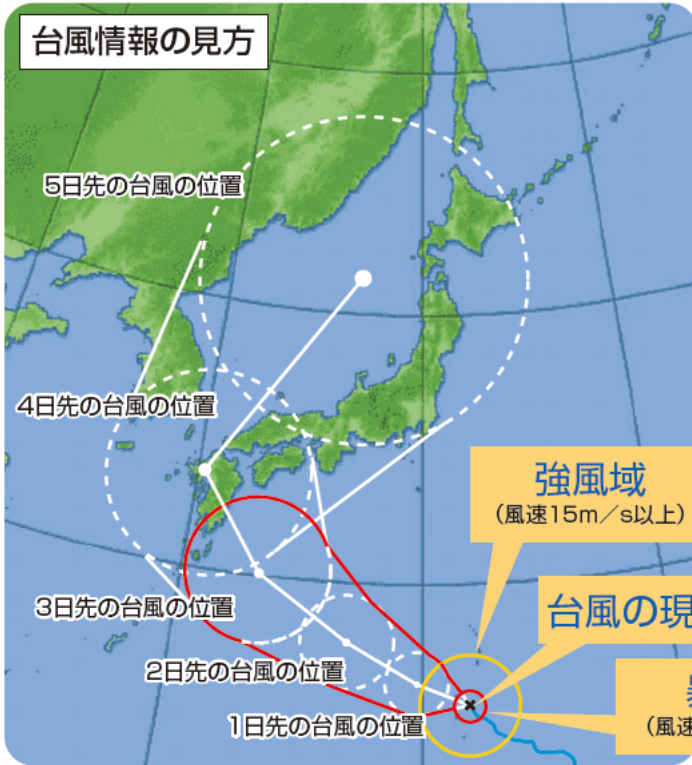 台風情報の見方
5日先の台風の位置
4日先の台風の位置
強風域
(風速15m/s以上)
台風の現
3日先の台風の位置
2日先の台風の位置
(風速
1日先の台風の位置